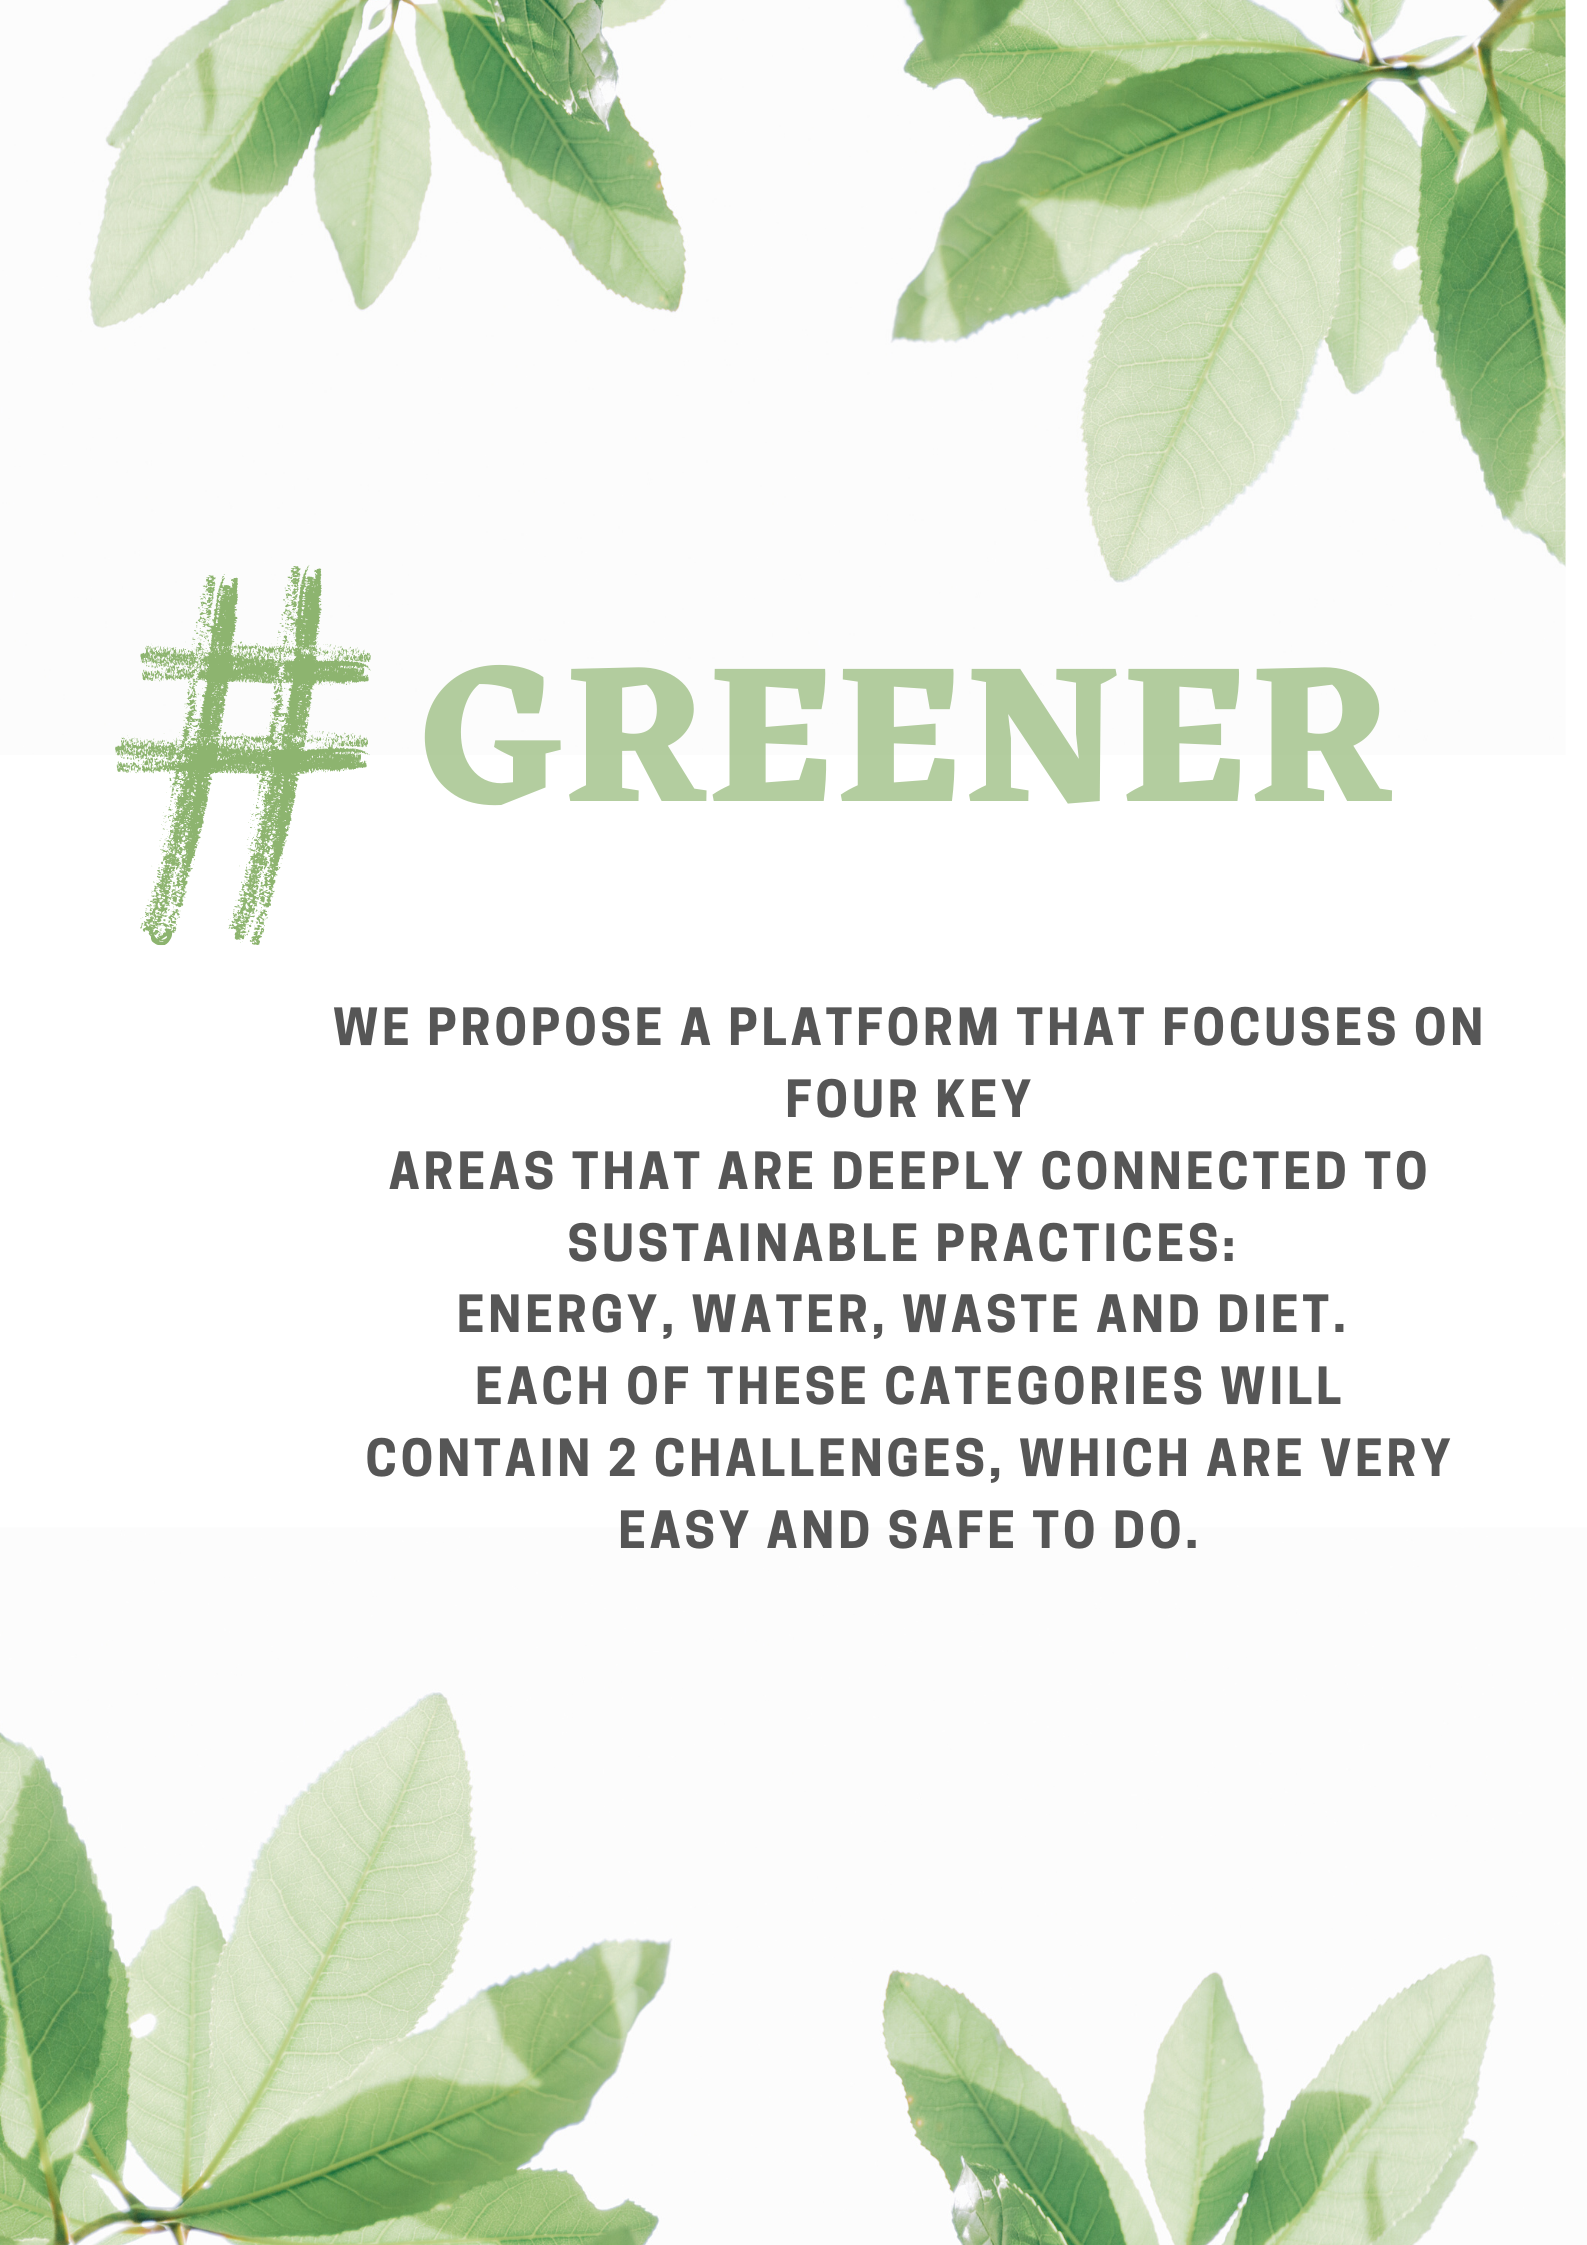 # GREENER
WE PROPOSE A PLATFORM THAT FOCUSES ON
FOUR KEY
AREAS THAT ARE DEEPLY CONNECTED TO
SUSTAINABLE PRACTICES:
ENERGY, WATER, WASTE AND DIET.
EACH OF THESE CATEGORIES WILL
CONTAIN 2 CHALLENGES, WHICH ARE VERY
EASY AND SAFE TO DO.